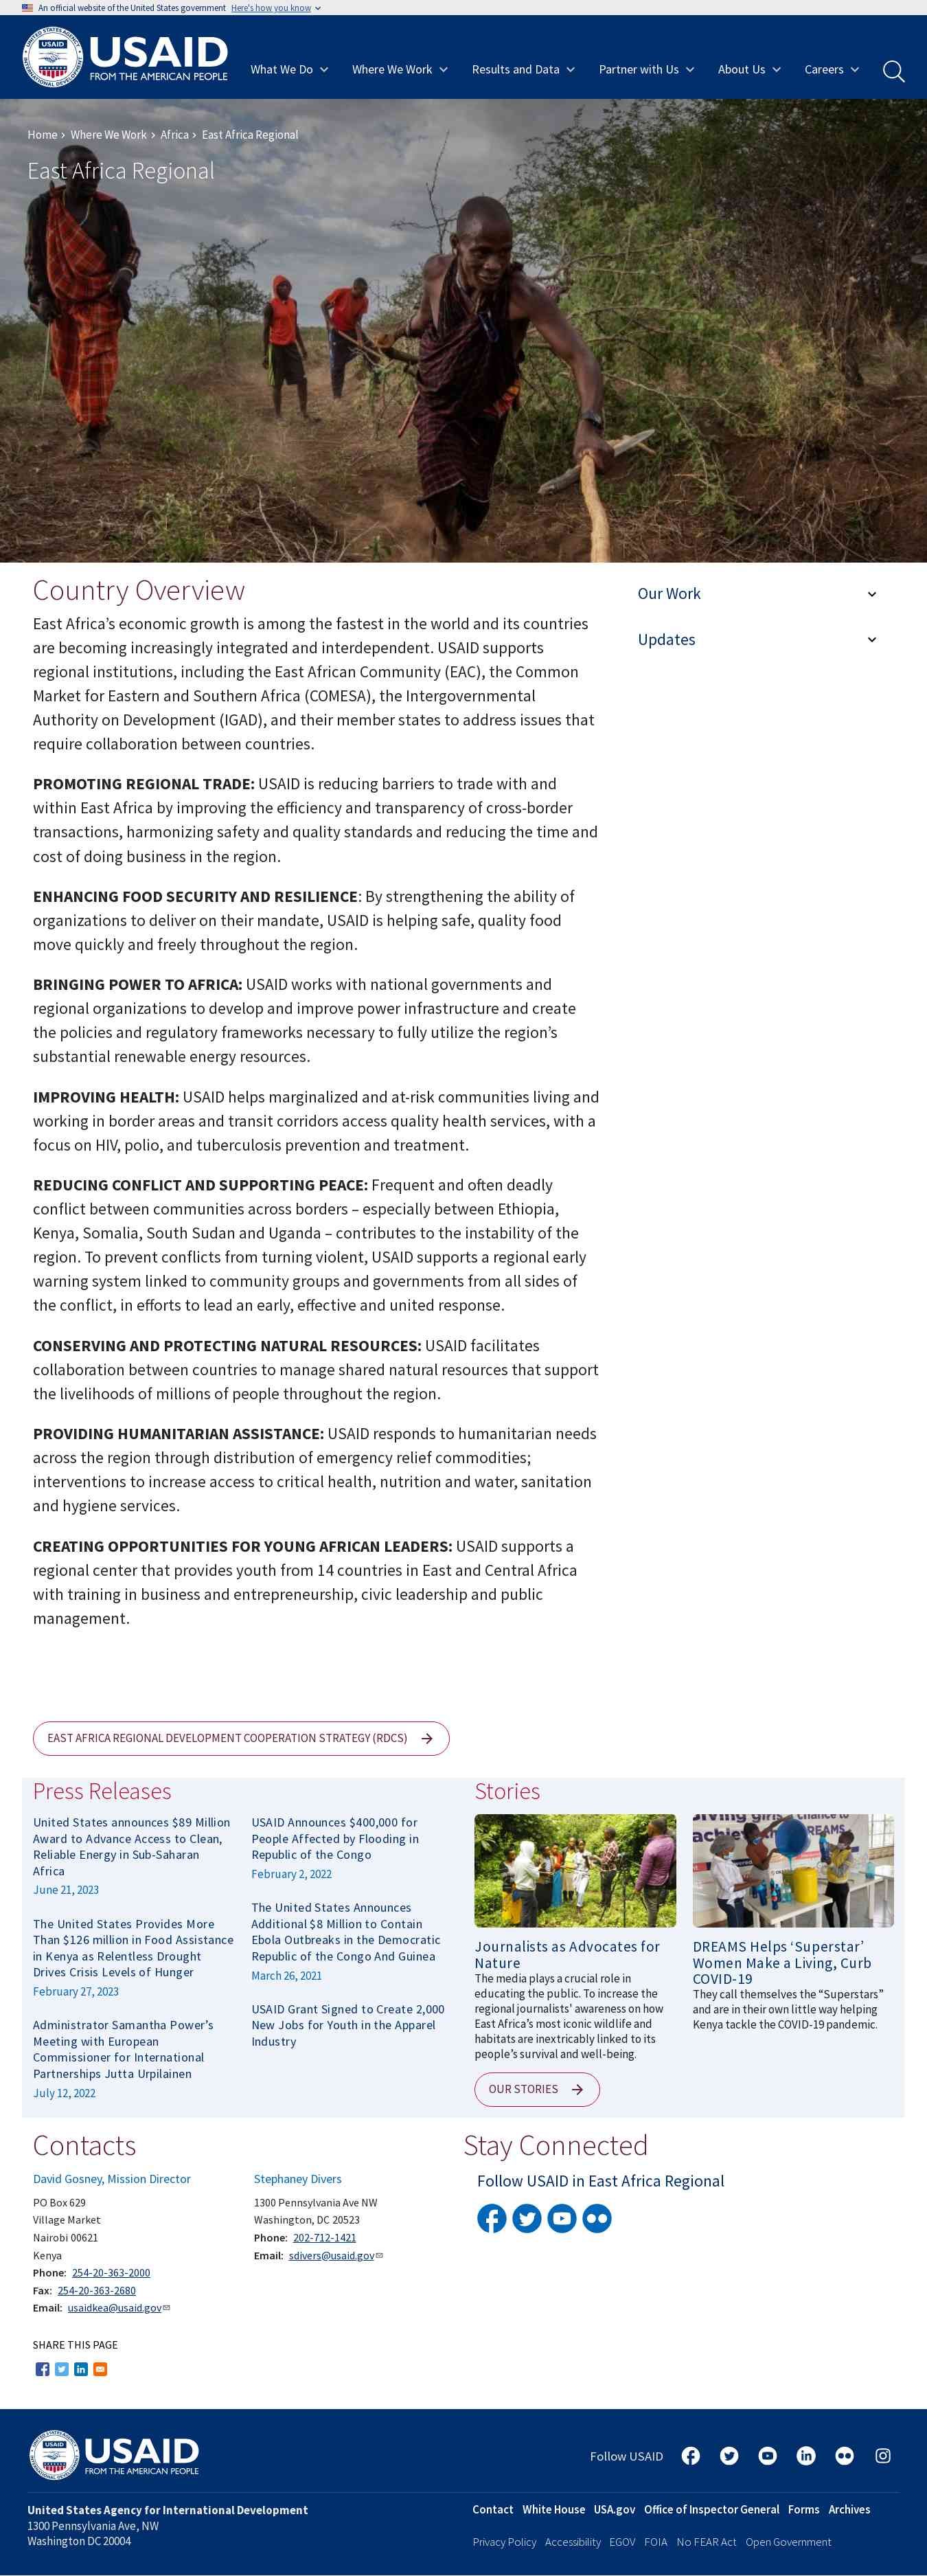 An official website of the United States government Here's how you know
USAID
FROM THE AMERICAN PEOPLE
What We Do
Where We Work
Results and Data
Partner with Us
About Us
Careers
Home > Where We Work > Africa > East Africa Regional
East Africa Regional
Country Overview
East Africa’s economic growth is among the fastest in the world and its countries
are becoming increasingly integrated and interdependent. USAID supports
regional institutions, including the East African Community (EAC), the Common
Market for Eastern and Southern Africa (COMESA), the Intergovernmental
Authority on Development (IGAD), and their member states to address issues that
require collaboration between countries.
PROMOTING REGIONAL TRADE: USAID is reducing barriers to trade with and
within East Africa by improving the efficiency and transparency of cross-border
transactions, harmonizing safety and quality standards and reducing the time and
cost of doing business in the region.
ENHANCING FOOD SECURITY AND RESILIENCE: By strengthening the ability of
organizations to deliver on their mandate, USAID is helping safe, quality food
move quickly and freely throughout the region.
BRINGING POWER TO AFRICA: USAID works with national governments and
regional organizations to develop and improve power infrastructure and create
the policies and regulatory frameworks necessary to fully utilize the region’s
substantial renewable energy resources.
IMPROVING HEALTH: USAID helps marginalized and at-risk communities living and
working in border areas and transit corridors access quality health services, with a
focus on HIV, polio, and tuberculosis prevention and treatment.
REDUCING CONFLICT AND SUPPORTING PEACE: Frequent and often deadly
conflict between communities across borders – especially between Ethiopia,
Kenya, Somalia, South Sudan and Uganda – contributes to the instability of the
region. To prevent conflicts from turning violent, USAID supports a regional early
warning system linked to community groups and governments from all sides of
the conflict, in efforts to lead an early, effective and united response.
CONSERVING AND PROTECTING NATURAL RESOURCES: USAID facilitates
collaboration between countries to manage shared natural resources that support
the livelihoods of millions of people throughout the region.
PROVIDING HUMANITARIAN ASSISTANCE: USAID responds to humanitarian needs
across the region through distribution of emergency relief commodities;
interventions to increase access to critical health, nutrition and water, sanitation
and hygiene services.
CREATING OPPORTUNITIES FOR YOUNG AFRICAN LEADERS: USAID supports a
regional center that provides youth from 14 countries in East and Central Africa
with training in business and entrepreneurship, civic leadership and public
management.
Our Work
Updates
EAST AFRICA REGIONAL DEVELOPMENT COOPERATION STRATEGY (RDCS)
Press Releases
United States announces $89 Million
Award to Advance Access to Clean,
Reliable Energy in Sub-Saharan
Africa
June 21, 2023
The United States Provides More
Than $126 million in Food Assistance
in Kenya as Relentless Drought
Drives Crisis Levels of Hunger
February 27, 2023
Administrator Samantha Power’s
Meeting with European
Commissioner for International
Partnerships Jutta Urpilainen
July 12, 2022
USAID Announces $400,000 for
People Affected by Flooding in
Republic of the Congo
February 2, 2022
The United States Announces
Additional $8 Million to Contain
Ebola Outbreaks in the Democratic
Republic of the Congo And Guinea
March 26, 2021
USAID Grant Signed to Create 2,000
New Jobs for Youth in the Apparel
Industry
Stories
Journalists as Advocates for
Nature
The media plays a crucial role in
educating the public. To increase the
regional journalists' awareness on how
East Africa’s most iconic wildlife and
habitats are inextricably linked to its
people’s survival and well-being.
DREAMS Helps ‘Superstar’
Women Make a Living, Curb
COVID-19
They call themselves the “Superstars”
and are in their own little way helping
Kenya tackle the COVID-19 pandemic.
OUR STORIES
Contacts
David Gosney, Mission Director
PO Box 629
Village Market
Nairobi 00621
Kenya
Phone: 254-20-363-2000
Fax: 254-20-363-2680
Email: usaidkea@usaid.gov
Stephaney Divers
1300 Pennsylvania Ave NW
Washington, DC 20523
Phone: 202-712-1421
Email: sdivers@usaid.gov
Stay Connected
Follow USAID in East Africa Regional
SHARE THIS PAGE
USAID
FROM THE AMERICAN PEOPLE
Follow USAID
United States Agency for International Development
1300 Pennsylvania Ave, NW
Washington DC 20004
Contact White House USA.gov Office of Inspector General Forms Archives
Privacy Policy Accessibility EGOV FOIA No FEAR Act Open Government